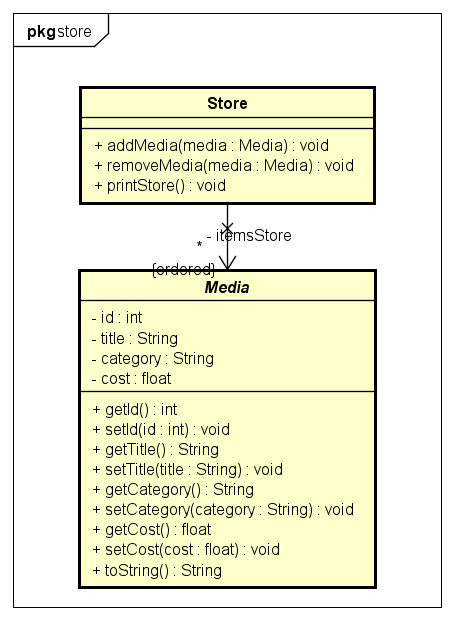 pkg store
Store
+ addMedia(media : Media) : void
+ removeMedia(media : Media) : void
+ printStore() : void
- itemsStore
*
{ordered}
Media
- id : int
- title : String
- category : String
- cost : float
+ getId() : int
+ setId(id : int) : void
+ getTitle() : String
+ setTitle(title : String) : void
+ getCategory() : String
+ setCategory(category : String) : void
+ getCost() : float
+ setCost(cost : float) : void
+ toString() : String